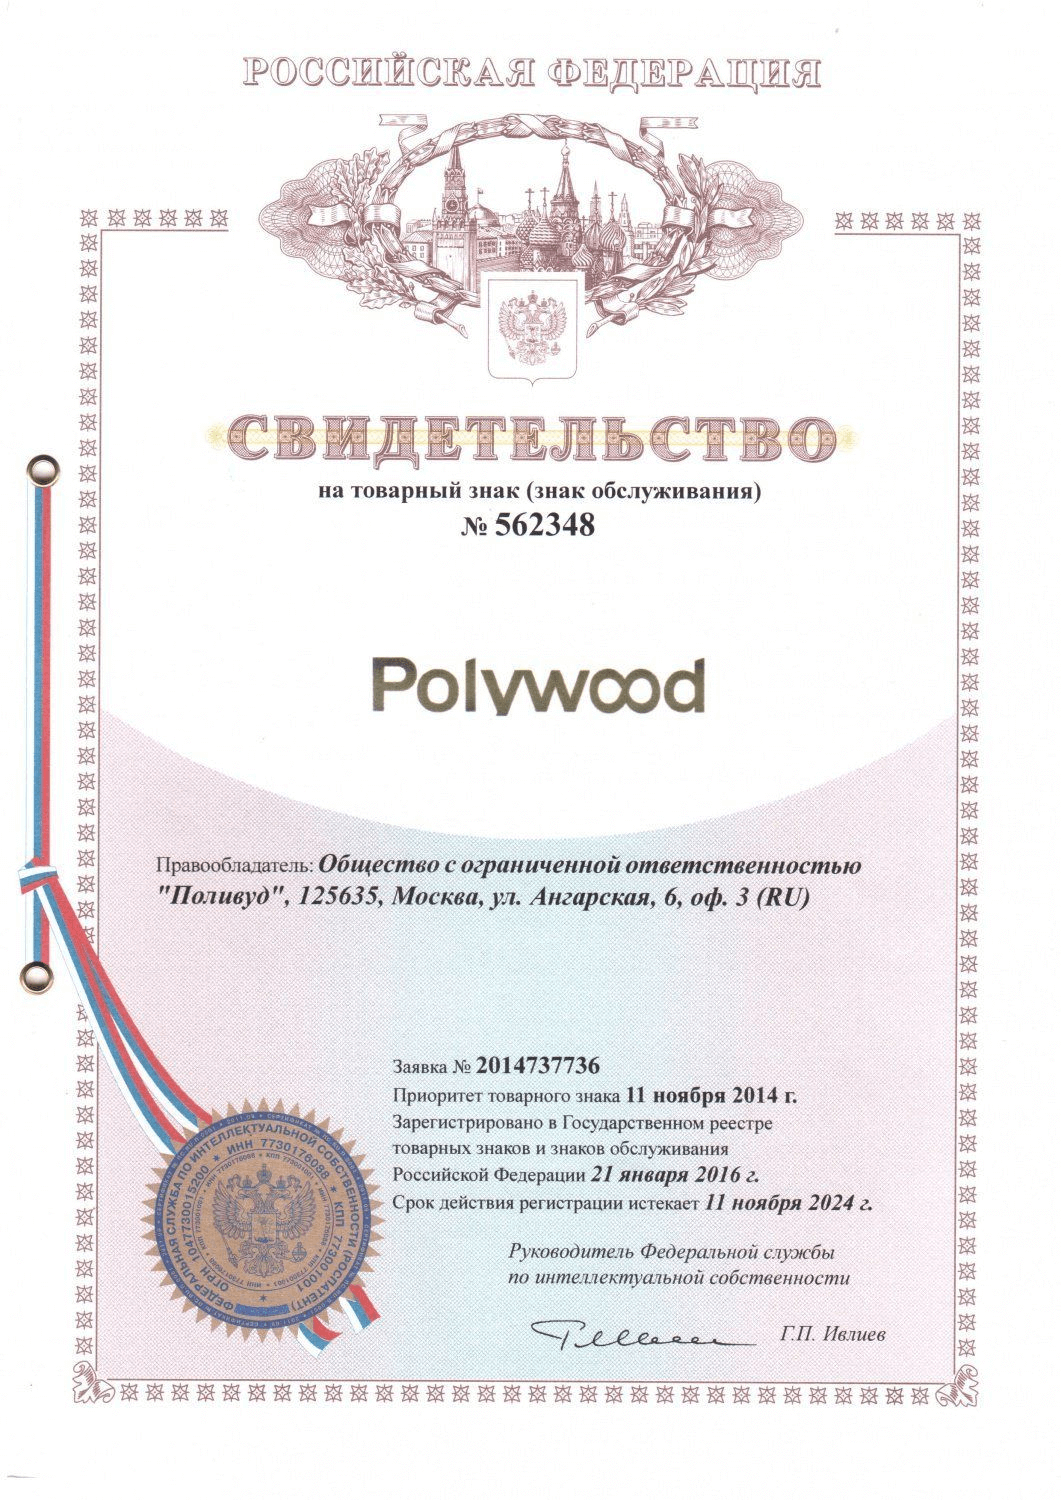 РОССИЙСКАЯ ФЕДЕРАЦИЯ
СВИДЕТЕЛЬСТВО
на товарный знак (знак обслуживания)
№ 562348
Polywood
Правообладатель: Общество с ограниченной ответственностью
"Поливуд", 125635, Москва, ул. Ангарская, 6, оф. 3 (RU)
Заявка № 2014737736
Приоритет товарного знака 11 ноября 2014 г.
Зарегистрировано в Государственном реестре
товарных знаков и знаков обслуживания
Российской Федерации 21 января 2016 г.
Срок действия регистрации истекает 11 ноября 2024 г.
Руководитель Федеральной службы
по интеллектуальной собственности
Г.П. Ивлиев
ФЕДЕРАЛЬНАЯ СЛУЖБА ПО ИНТЕЛЛЕКТУАЛЬНОЙ СОБСТВЕННОСТИ (РОСПАТЕНТ)
ОГРН 1047730015200 * ИНН 7730176088 * КПП 773001001